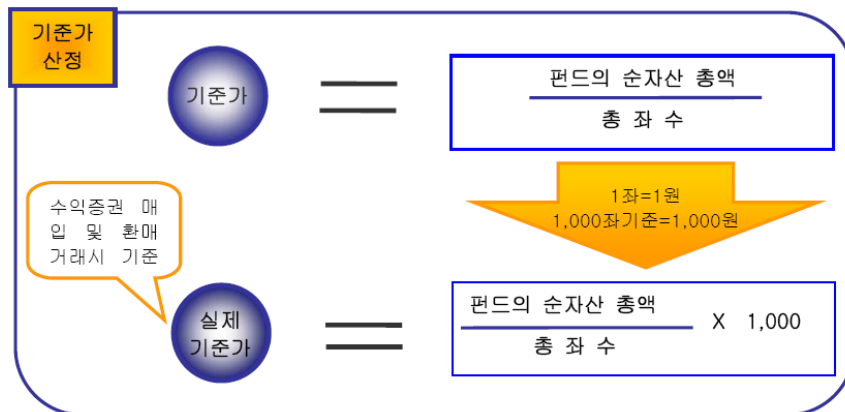 기준가
산정
기준가
펀드의 순자산 총액
총 좌 수
1좌=1원
1,000좌기준=1,000원
수익증권 매
입 및 환매
거래시 기준
실제
기준가
펀드의 순자산 총액
총 좌 수
X 1,000